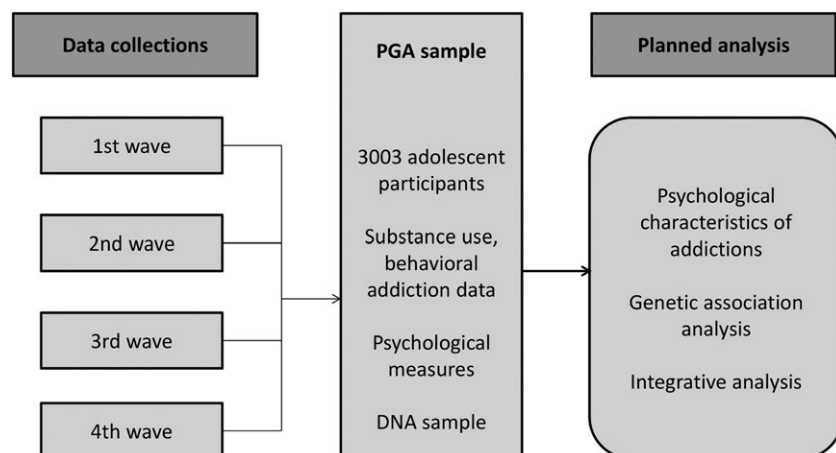 Data collections
1st wave
2nd wave
3rd wave
4th wave
PGA sample
3003 adolescent
participants
Substance use,
behavioral
addiction data
Psychological
measures
DNA sample
Planned analysis
Psychological
characteristics of
addictions
Genetic association
analysis
Integrative analysis